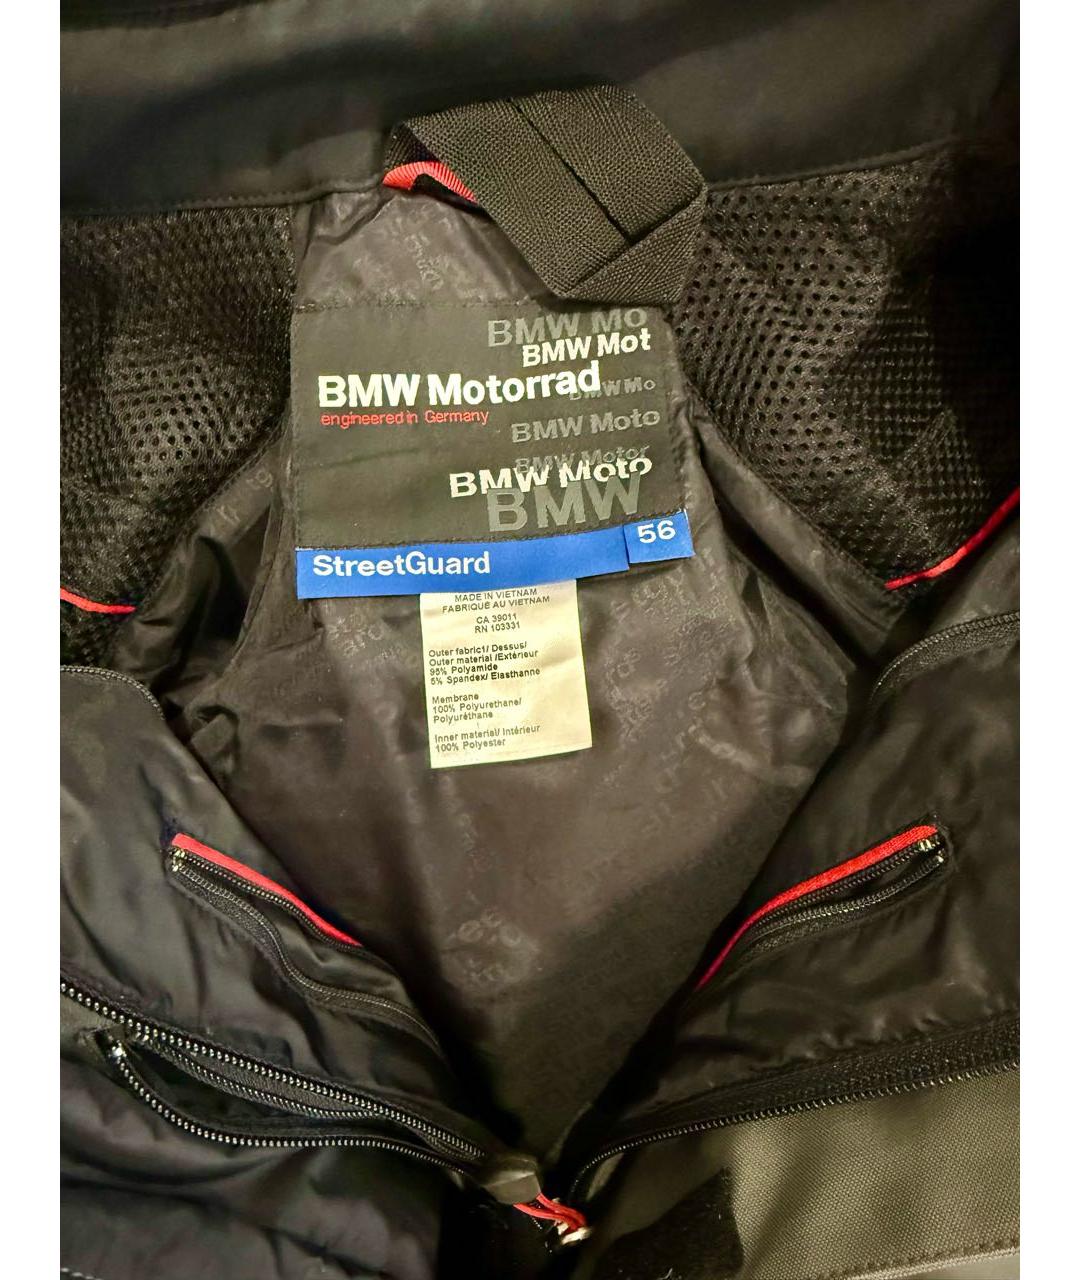 BMW Mo
BMW Mot
BMW Motorrad
BMW Mo
engineered in Germany
BMW Moto
BMW Motor
BMW Moto
BMW
StreetGuard
56
MADE IN VIETNAM
FABRIQUÉ AU VIETNAM
CA 39011
RN 103331
Outer fabric1/ Dessus/
Outer material /Extérieur
95% Polyamide
5% Spandex/ Elasthanne
Membrane
100% Polyurethane/
Polyuréthane
Inner material/ Intérieur
100% Polyester